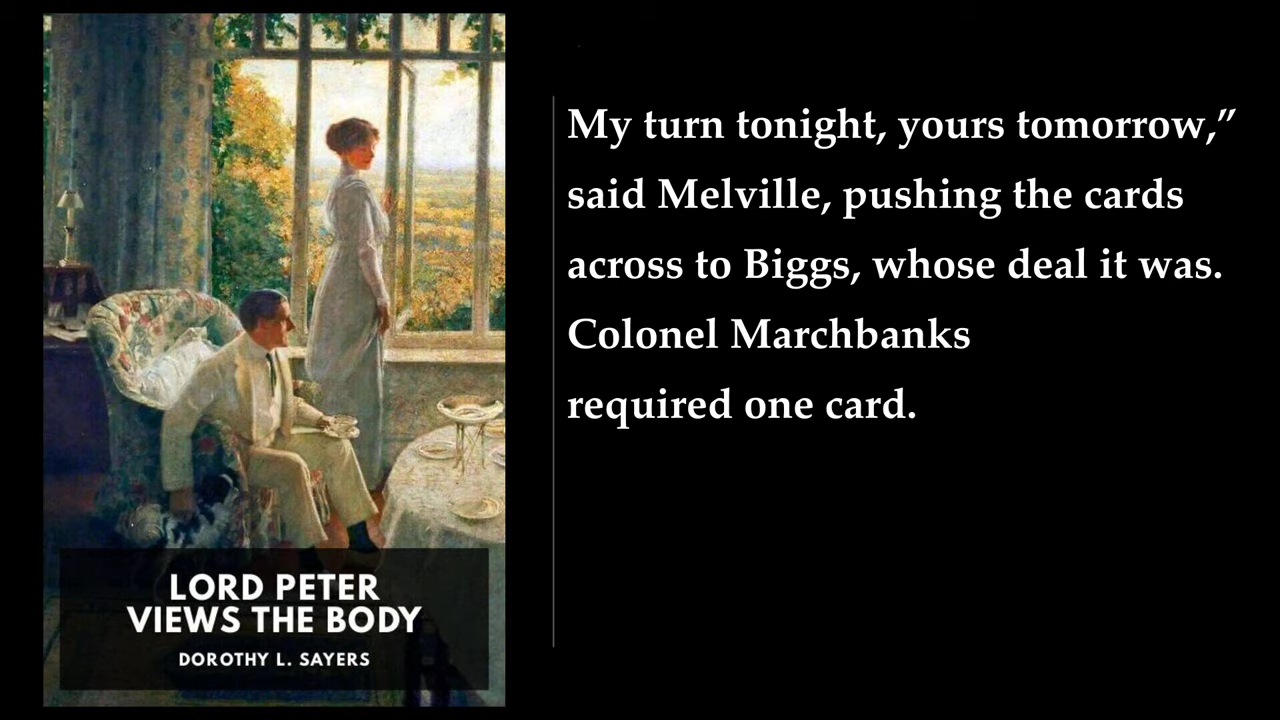 LORD PETER
VIEWS THE BODY
DOROTHY L. SAYERS
My turn tonight, yours tomorrow,”
said Melville, pushing the cards
across to Biggs, whose deal it was.
Colonel Marchbanks
required one card.